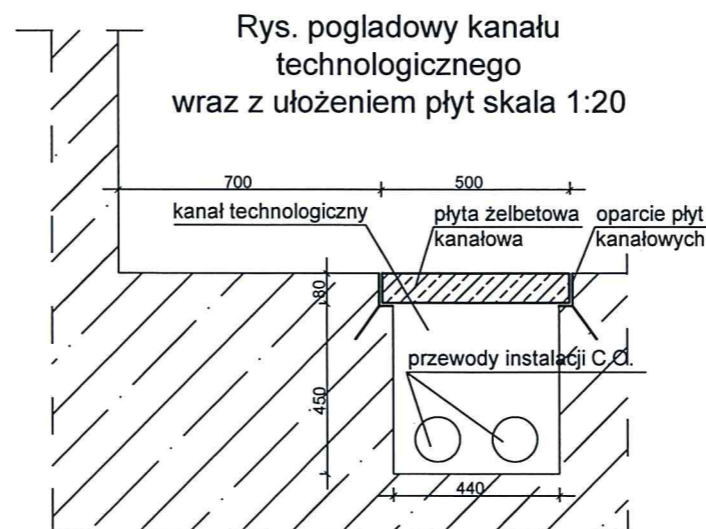 Rys. pogladowy kanału
technologicznego
wraz z ułożeniem płyt skala 1:20
700
500
kanał technologiczny
płyta żelbetowa
kanałowa
oparcie płyt
kanałowych
80
przewody instalacji C.O.
450
440